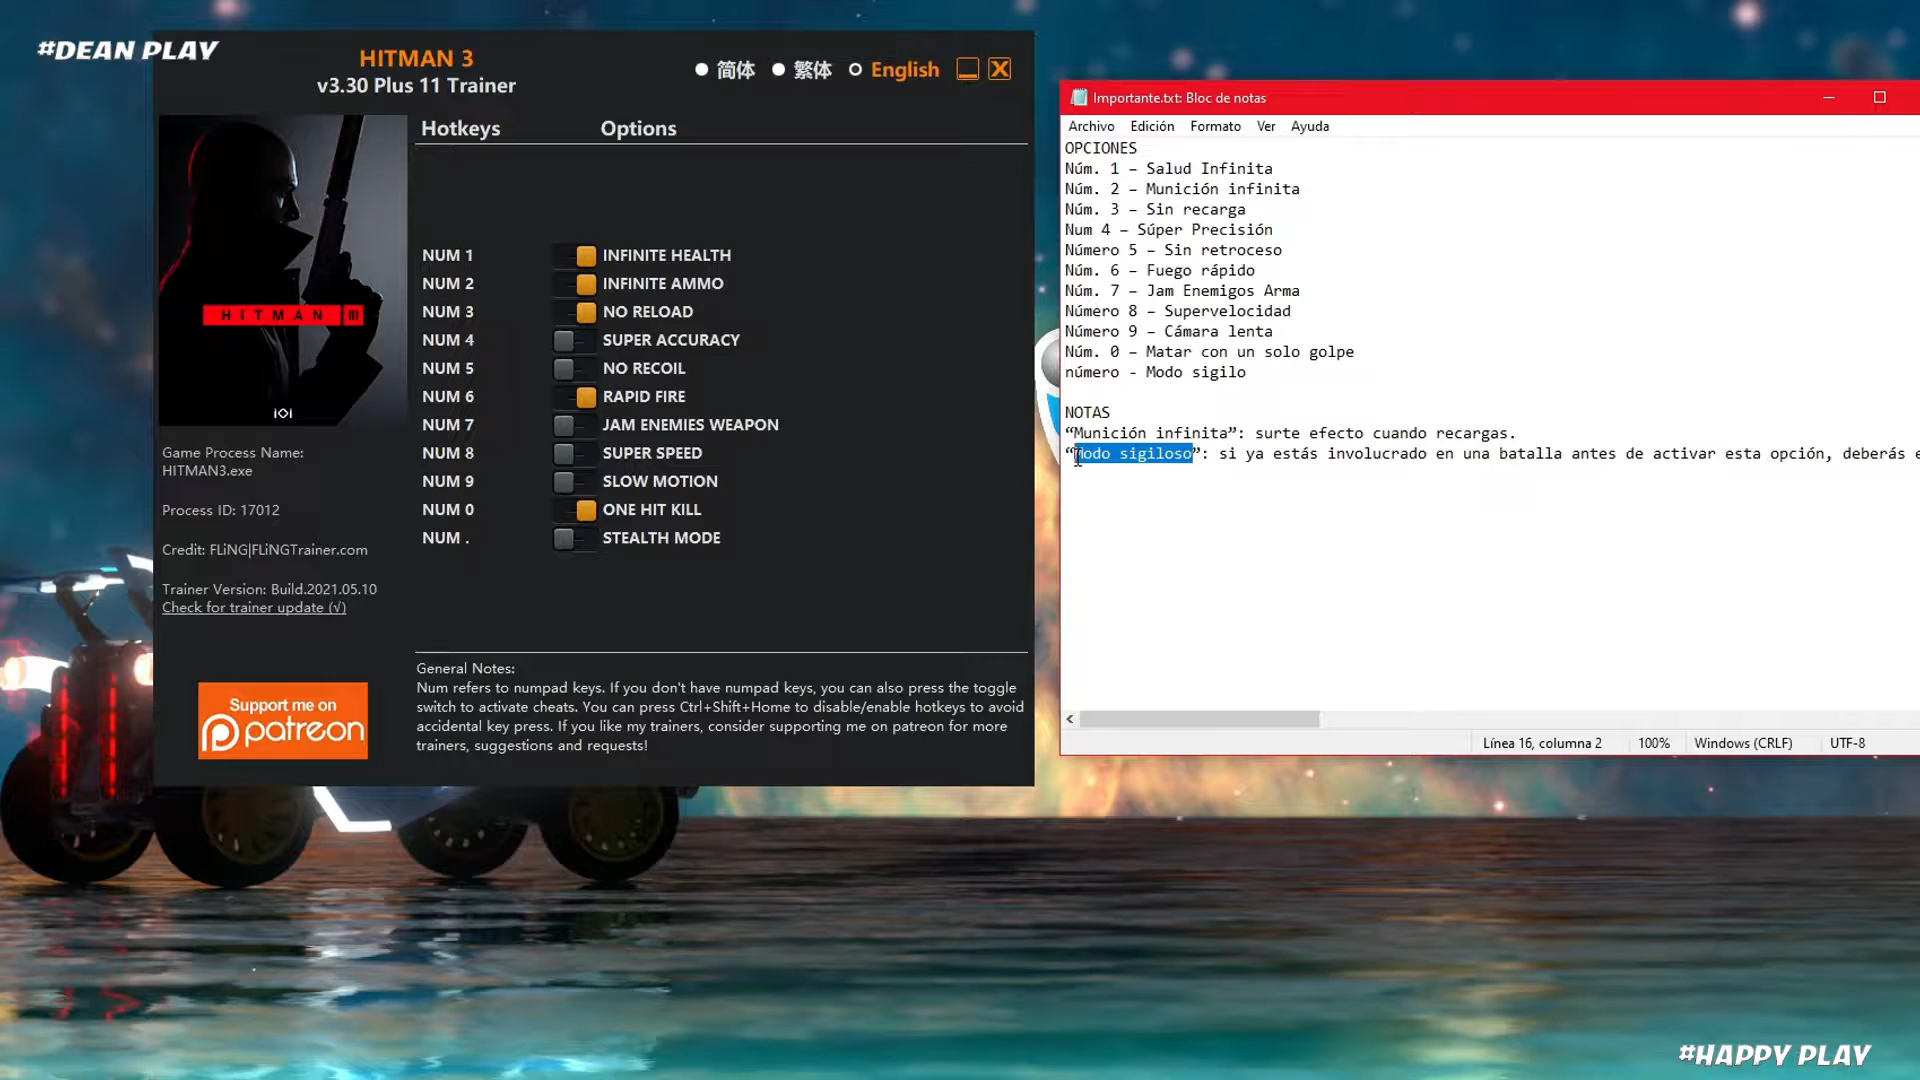 #DEAN PLAY
HITMAN 3
v3.30 Plus 11 Trainer
简体 繁体 English
Hotkeys Options
HITMAN III
IOI
NUM 1 INFINITE HEALTH
NUM 2 INFINITE AMMO
NUM 3 NO RELOAD
NUM 4 SUPER ACCURACY
NUM 5 NO RECOIL
NUM 6 RAPID FIRE
NUM 7 JAM ENEMIES WEAPON
NUM 8 SUPER SPEED
NUM 9 SLOW MOTION
NUM 0 ONE HIT KILL
NUM . STEALTH MODE
Game Process Name:
HITMAN3.exe
Process ID: 17012
Credit: FLiNG|FLiNGTrainer.com
Trainer Version: Build.2021.05.10
Check for trainer update (√)
Support me on
patreon
General Notes:
Num refers to numpad keys. If you don't have numpad keys, you can also press the toggle
switch to activate cheats. You can press Ctrl+Shift+Home to disable/enable hotkeys to avoid
accidental key press. If you like my trainers, consider supporting me on patreon for more
trainers, suggestions and requests!
Importante.txt: Bloc de notas
Archivo Edición Formato Ver Ayuda
OPCIONES
Núm. 1 – Salud Infinita
Núm. 2 – Munición infinita
Núm. 3 – Sin recarga
Num 4 – Súper Precisión
Número 5 – Sin retroceso
Núm. 6 – Fuego rápido
Núm. 7 – Jam Enemigos Arma
Número 8 – Supervelocidad
Número 9 – Cámara lenta
Núm. 0 – Matar con un solo golpe
número - Modo sigilo
NOTAS
“Munición infinita”: surte efecto cuando recargas.
“Modo sigiloso”: si ya estás involucrado en una batalla antes de activar esta opción, deberás e
Línea 16, columna 2 100% Windows (CRLF) UTF-8
#HAPPY PLAY